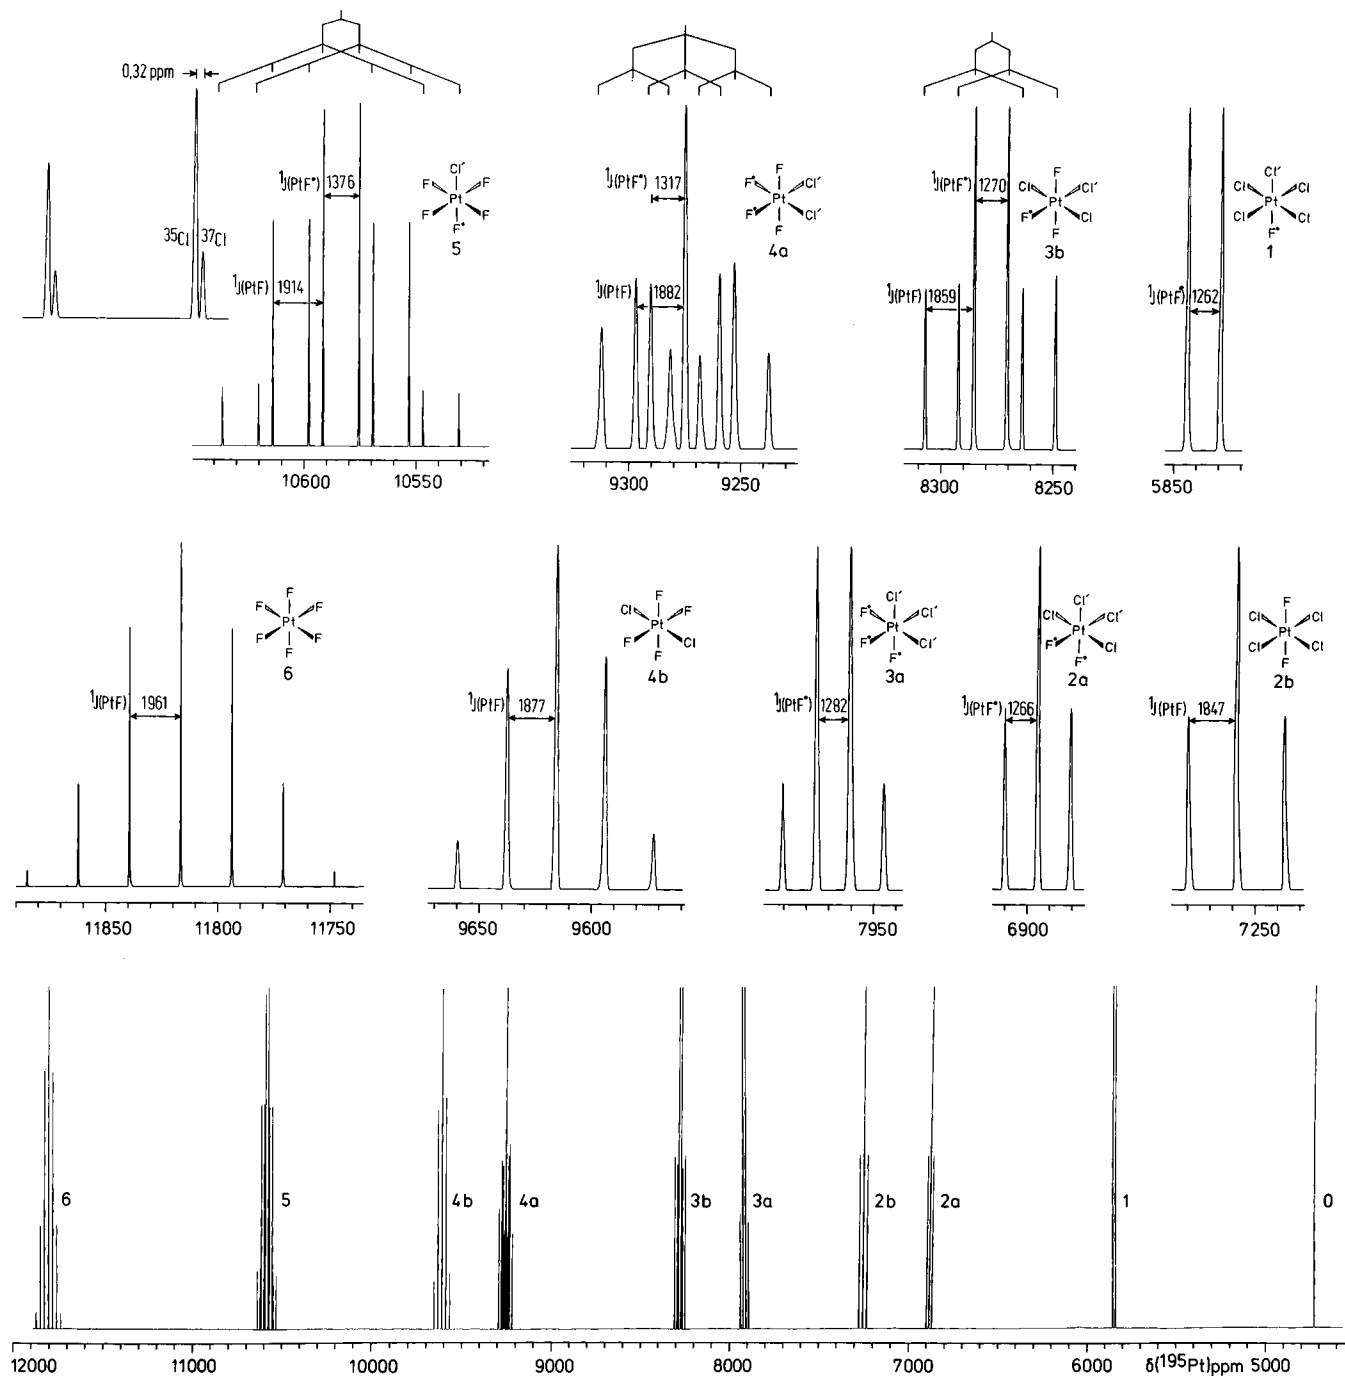 0,32 ppm
35Cl 37Cl
1J(PtF•) 1376
1J(PtF) 1914
Cl′
F F
Pt
F F
F•
5
10600 10550
1J(PtF•) 1317
1J(PtF) 1882
F
F• Cl′
Pt
F• Cl′
F
4a
9300 9250
1J(PtF•) 1270
1J(PtF) 1859
F
Cl Cl′
Pt
F• Cl
F
3b
8300 8250
1J(PtF•) 1262
Cl′
Cl Cl
Pt
Cl Cl
F•
1
5850
1J(PtF) 1961
F
F F
Pt
F F
F
6
11850 11800 11750
1J(PtF) 1877
F
Cl F
Pt
F Cl
F
4b
9650 9600
1J(PtF•) 1282
Cl′
F• Cl′
Pt
F• Cl′
F•
3a
7950
1J(PtF•) 1266
Cl′
Cl Cl′
Pt
F• Cl
F•
2a
6900
1J(PtF) 1847
F
Cl Cl
Pt
Cl Cl
F
2b
7250
6 5 4b 4a 3b 3a 2b 2a 1 0
12000 11000 10000 9000 8000 7000 6000 δ(195Pt)ppm 5000